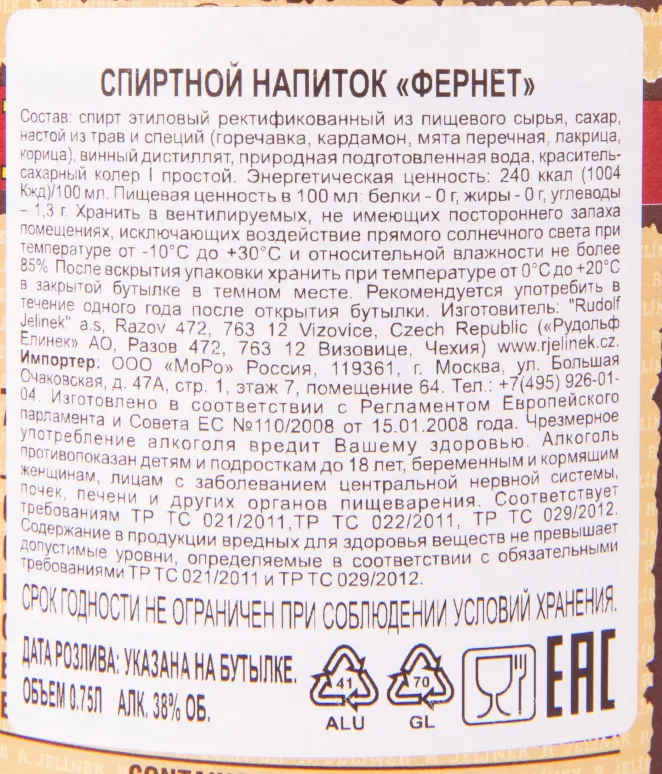 СПИРТНОЙ НАПИТОК «ФЕРНЕТ»
Состав: спирт этиловый ректификованный из пищевого сырья, сахар,
настой из трав и специй (горечавка, кардамон, мята перечная, лакрица,
корица), винный дистиллят, природная подготовленная вода, краситель-
сахарный колер I простой. Энергетическая ценность: 240 ккал (1004
Кжд)/100 мл. Пищевая ценность в 100 мл: белки - 0 г, жиры - 0 г, углеводы
– 1,3 г. Хранить в вентилируемых, не имеющих постороннего запаха
помещениях, исключающих воздействие прямого солнечного света при
температуре от -10°С до +30°С и относительной влажности не более
85%. После вскрытия упаковки хранить при температуре от 0°С до +20°С
в закрытой бутылке в темном месте. Рекомендуется употребить в
течение одного года после открытия бутылки. Изготовитель: "Rudolf
Jelinek" a.s, Razov 472, 763 12 Vizovice, Czech Republic («Рудольф
Елинек» АО, Разов 472, 763 12 Визовице, Чехия) www.rjelinek.cz.
Импортер: ООО «МоРо» Россия, 119361, г. Москва, ул. Большая
Очаковская, д. 47А, стр. 1, этаж 7, помещение 64. Тел.: +7(495) 926-01-
04. Изготовлено в соответствии с Регламентом Европейского
парламента и Совета ЕС №110/2008 от 15.01.2008 года. Чрезмерное
употребление алкоголя вредит Вашему здоровью. Алкоголь
противопоказан детям и подросткам до 18 лет, беременным и кормящим
женщинам, лицам с заболеванием центральной нервной системы,
почек, печени и других органов пищеварения. Соответствует
требованиям ТР ТС 021/2011,ТР ТС 022/2011, ТР ТС 029/2012.
Содержание в продукции вредных для здоровья веществ не превышает
допустимые уровни, определяемые в соответствии с обязательными
требованиями ТР ТС 021/2011 и ТР ТС 029/2012.
СРОК ГОДНОСТИ НЕ ОГРАНИЧЕН ПРИ СОБЛЮДЕНИИ УСЛОВИЙ ХРАНЕНИЯ.
ДАТА РОЗЛИВА: УКАЗАНА НА БУТЫЛКЕ.
ОБЪЕМ 0.75Л АЛК. 38% ОБ.
41
ALU
70
GL
EAC
R. JELÍNEK